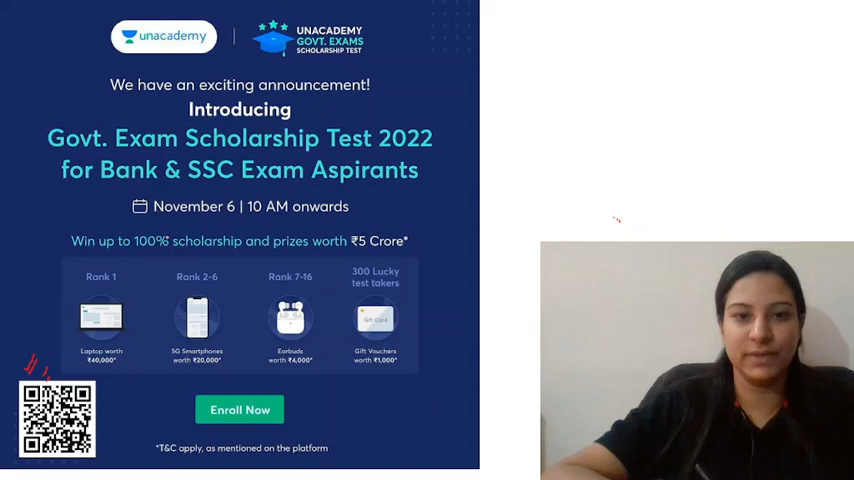 unacademy
UNACADEMY
GOVT. EXAMS
SCHOLARSHIP TEST
We have an exciting announcement!
Introducing
Govt. Exam Scholarship Test 2022
for Bank & SSC Exam Aspirants
November 6 | 10 AM onwards
Win up to 100% scholarship and prizes worth ₹5 Crore*
Rank 1
Laptop worth
₹40,000*
Rank 2-6
5G Smartphones
worth ₹20,000*
Rank 7-16
Earbuds
worth ₹4,000*
300 Lucky
test takers
Gift Card
Gift Vouchers
worth ₹1,000*
Enroll Now
*T&C apply, as mentioned on the platform